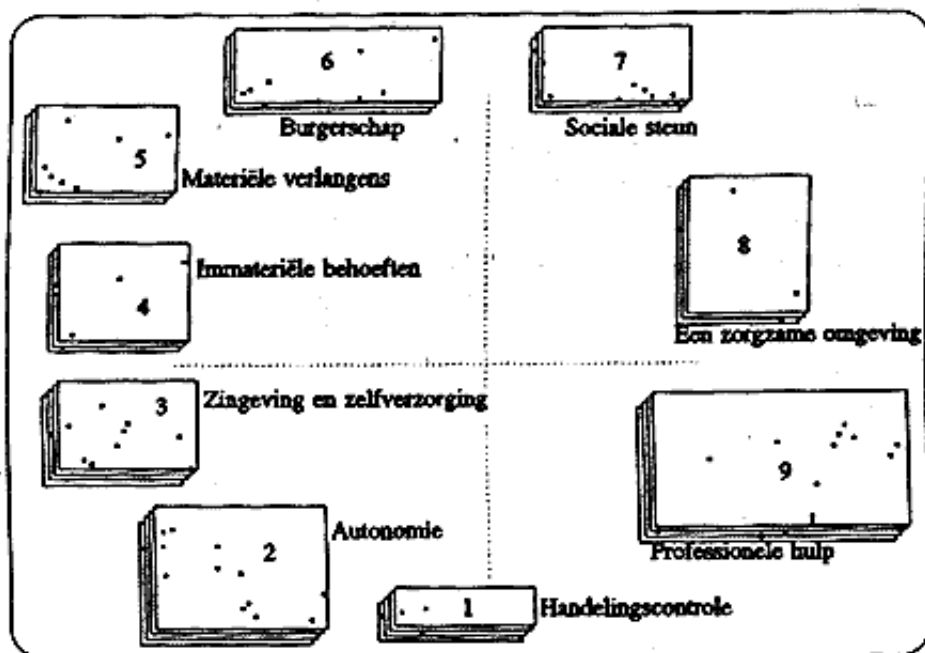 6
Burgerschap
7
Sociale steun
5
Materiële verlangens
8
Een zorgzame omgeving
4
Immateriële behoeften
3
Zingeving en zelfverzorging
9
Professionele hulp
2
Autonomie
1
Handelingscontrole